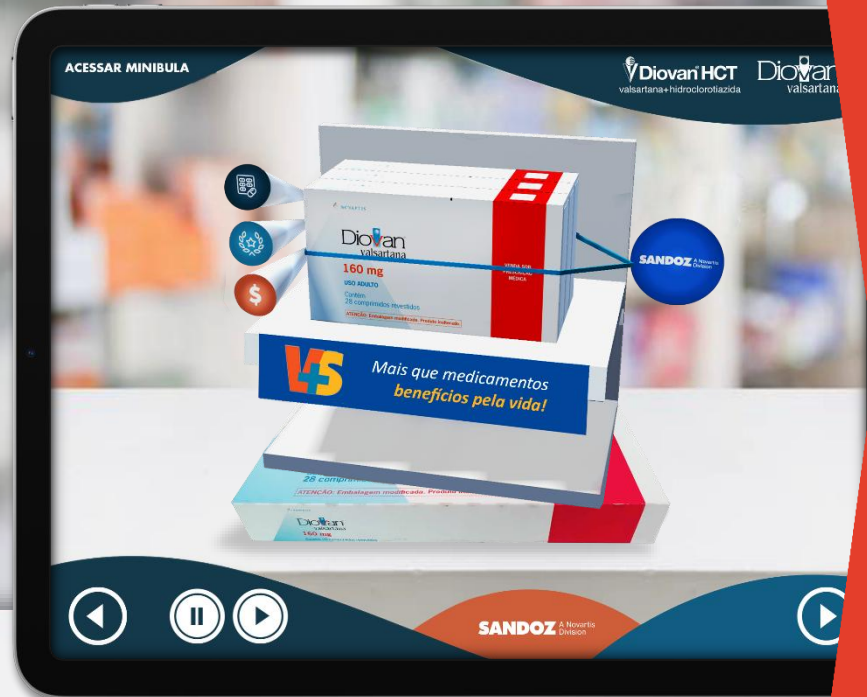 ACESSAR MINIBULA
Diovan HCT
valsartana+hidroclorotiazida
Diovan
valsartana
NOVARTIS
Diovan
valsartana
160 mg
USO ADULTO
Contém
28 comprimidos revestidos
ATENÇÃO: Embalagem modificada. Produto inalterado
VENDA SOB
PRESCRIÇÃO
MÉDICA
SANDOZ A Novartis
Division
V+S
Mais que medicamentos
benefícios pela vida!
28 comprim
ATENÇÃO: Embalagem modificada. Produto
Diovan
valsartana
160 mg
SANDOZ A Novartis
Division